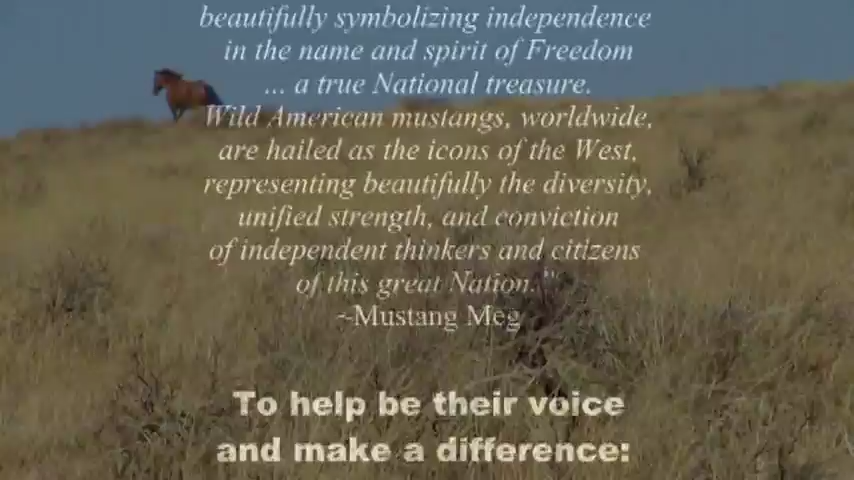 beautifully symbolizing independence
in the name and spirit of Freedom
... a true National treasure.
Wild American mustangs, worldwide,
are hailed as the icons of the West,
representing beautifully the diversity,
unified strength, and conviction
of independent thinkers and citizens
of this great Nation."
~Mustang Meg
To help be their voice
and make a difference: